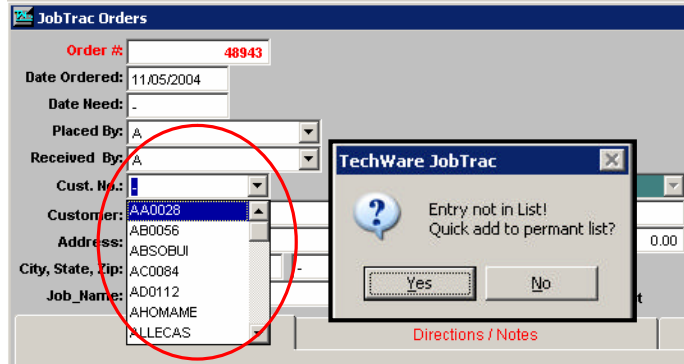 JobTrac Orders
Order #: 48943
Date Ordered: 11/05/2004
Date Need: -
Placed By: A
Received By: A
Cust. No.: -
AA0028
AB0056
ABSOBUI
AC0084
AD0112
AHOMAME
ALLECAS
Customer:
Address:
City, State, Zip: -
Job_Name:
TechWare JobTrac
Entry not in List!
Quick add to permant list?
Yes No
0.00
t
Directions / Notes